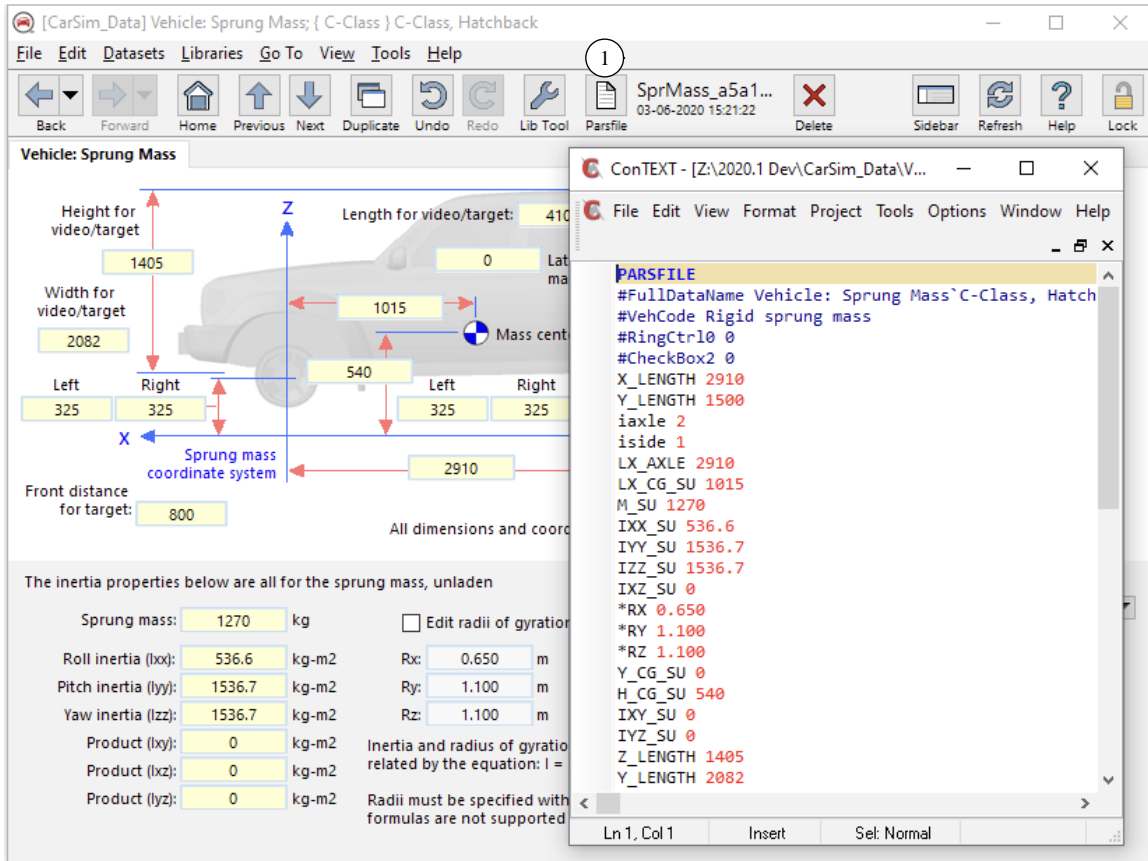 [CarSim_Data] Vehicle: Sprung Mass; { C-Class } C-Class, Hatchback
File Edit Datasets Libraries Go To View Tools Help
1
Back Forward Home Previous Next Duplicate Undo Redo Lib Tool Parsfile
SprMass_a5a1...
03-06-2020 15:21:22
Delete Sidebar Refresh Help Lock
Vehicle: Sprung Mass
Height for
video/target
1405
Width for
video/target
2082
Z
Length for video/target: 410
0
Lat
ma
1015
Mass cent
540
Left Right
325 325
Left Right
325 325
X
Sprung mass
coordinate system
2910
Front distance
for target: 800
All dimensions and coord
The inertia properties below are all for the sprung mass, unladen
Sprung mass: 1270 kg
Edit radii of gyration
Roll inertia (Ixx): 536.6 kg-m2 Rx: 0.650 m
Pitch inertia (Iyy): 1536.7 kg-m2 Ry: 1.100 m
Yaw inertia (Izz): 1536.7 kg-m2 Rz: 1.100 m
Product (Ixy): 0 kg-m2
Product (Ixz): 0 kg-m2
Product (Iyz): 0 kg-m2
Inertia and radius of gyratio
related by the equation: I =
Radii must be specified with
formulas are not supported
ConTEXT - [Z:\2020.1 Dev\CarSim_Data\V...
File Edit View Format Project Tools Options Window Help
PARSFILE
#FullDataName Vehicle: Sprung Mass`C-Class, Hatch
#VehCode Rigid sprung mass
#RingCtrl0 0
#CheckBox2 0
X_LENGTH 2910
Y_LENGTH 1500
iaxle 2
iside 1
LX_AXLE 2910
LX_CG_SU 1015
M_SU 1270
IXX_SU 536.6
IYY_SU 1536.7
IZZ_SU 1536.7
IXZ_SU 0
*RX 0.650
*RY 1.100
*RZ 1.100
Y_CG_SU 0
H_CG_SU 540
IXY_SU 0
IYZ_SU 0
Z_LENGTH 1405
Y_LENGTH 2082
Ln 1, Col 1 Insert Sel: Normal